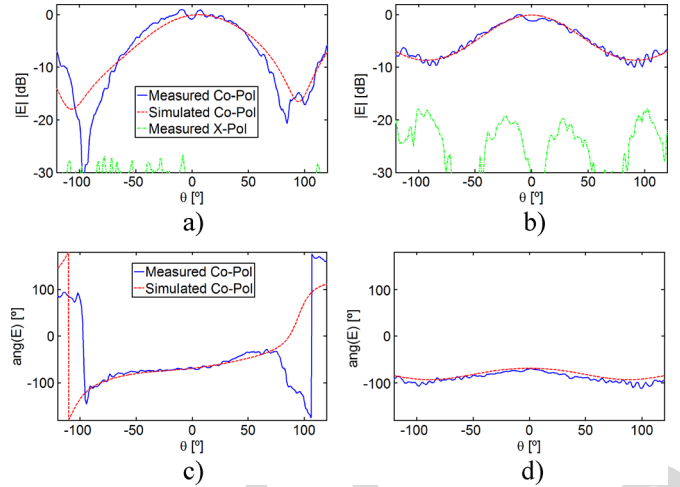 0
-10
-20
-30
|E| [dB]
Measured Co-Pol
Simulated Co-Pol
Measured X-Pol
-100 -50 0 50 100
θ [º]
a)
0
-10
-20
-30
|E| [dB]
-100 -50 0 50 100
θ [º]
b)
100
0
-100
ang(E) [º]
Measured Co-Pol
Simulated Co-Pol
-100 -50 0 50 100
θ [º]
c)
100
0
-100
ang(E) [º]
-100 -50 0 50 100
θ [º]
d)